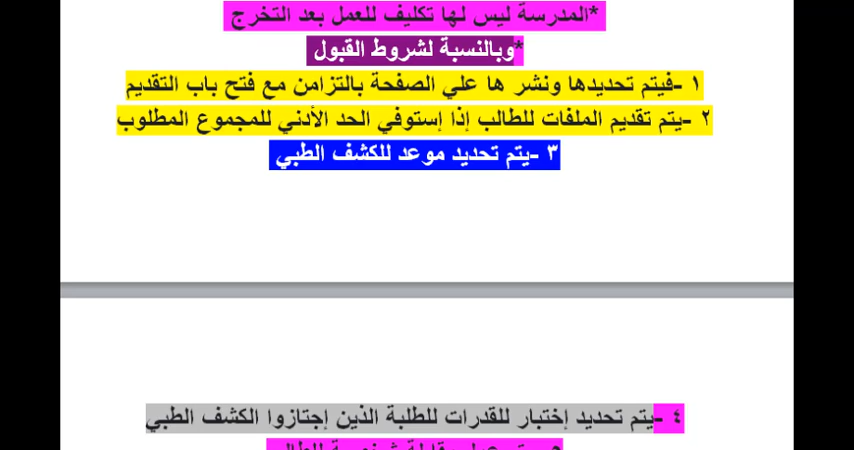 *المدرسة ليس لها تكليف للعمل بعد التخرج
*وبالنسبة لشروط القبول
١ -فيتم تحديدها ونشر ها علي الصفحة بالتزامن مع فتح باب التقديم
٢ -يتم تقديم الملفات للطالب إذا إستوفي الحد الأدني للمجموع المطلوب
٣ -يتم تحديد موعد للكشف الطبي
٤ -يتم تحديد إختبار للقدرات للطلبة الذين إجتازوا الكشف الطبي